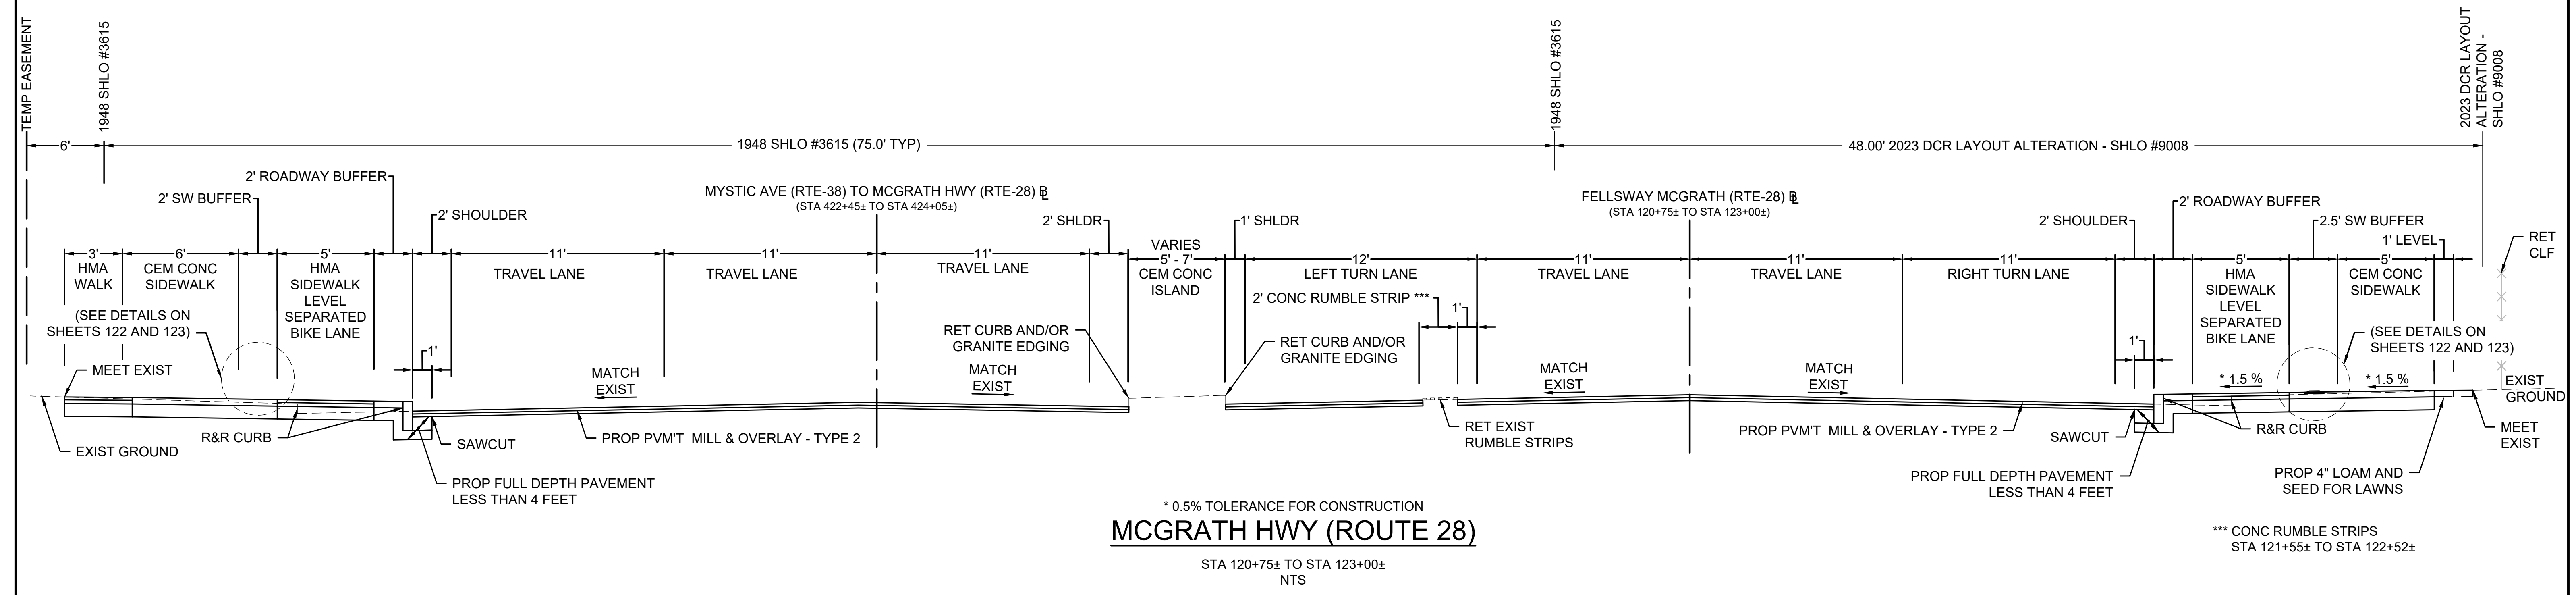 TEMP EASEMENT
1948 SHLO #3615
1948 SHLO #3615
2023 DCR LAYOUT
ALTERATION -
SHLO #9008
6'
1948 SHLO #3615 (75.0' TYP)
48.00' 2023 DCR LAYOUT ALTERATION - SHLO #9008
2' ROADWAY BUFFER
2' SW BUFFER
2' SHOULDER
MYSTIC AVE (RTE-38) TO MCGRATH HWY (RTE-28) BL
(STA 422+45± TO STA 424+05±)
2' SHLDR
1' SHLDR
FELLSWAY MCGRATH (RTE-28) BL
(STA 120+75± TO STA 123+00±)
2' SHOULDER
2' ROADWAY BUFFER
2.5' SW BUFFER
1' LEVEL
RET
CLF
3'
HMA
WALK
6'
CEM CONC
SIDEWALK
5'
HMA
SIDEWALK
LEVEL
SEPARATED
BIKE LANE
11'
TRAVEL LANE
11'
TRAVEL LANE
11'
TRAVEL LANE
VARIES
5' - 7'
CEM CONC
ISLAND
12'
LEFT TURN LANE
11'
TRAVEL LANE
11'
TRAVEL LANE
11'
RIGHT TURN LANE
5'
HMA
SIDEWALK
LEVEL
SEPARATED
BIKE LANE
5'
CEM CONC
SIDEWALK
(SEE DETAILS ON
SHEETS 122 AND 123)
2' CONC RUMBLE STRIP ***
1'
RET CURB AND/OR
GRANITE EDGING
RET CURB AND/OR
GRANITE EDGING
(SEE DETAILS ON
SHEETS 122 AND 123)
1'
1'
MEET EXIST
MATCH
EXIST
MATCH
EXIST
MATCH
EXIST
MATCH
EXIST
* 1.5 %
* 1.5 %
EXIST
GROUND
EXIST GROUND
R&R CURB
SAWCUT
PROP PVM'T MILL & OVERLAY - TYPE 2
RET EXIST
RUMBLE STRIPS
PROP PVM'T MILL & OVERLAY - TYPE 2
SAWCUT
R&R CURB
MEET
EXIST
PROP FULL DEPTH PAVEMENT
LESS THAN 4 FEET
PROP FULL DEPTH PAVEMENT
LESS THAN 4 FEET
PROP 4" LOAM AND
SEED FOR LAWNS
* 0.5% TOLERANCE FOR CONSTRUCTION
MCGRATH HWY (ROUTE 28)
STA 120+75± TO STA 123+00±
NTS
*** CONC RUMBLE STRIPS
STA 121+55± TO STA 122+52±